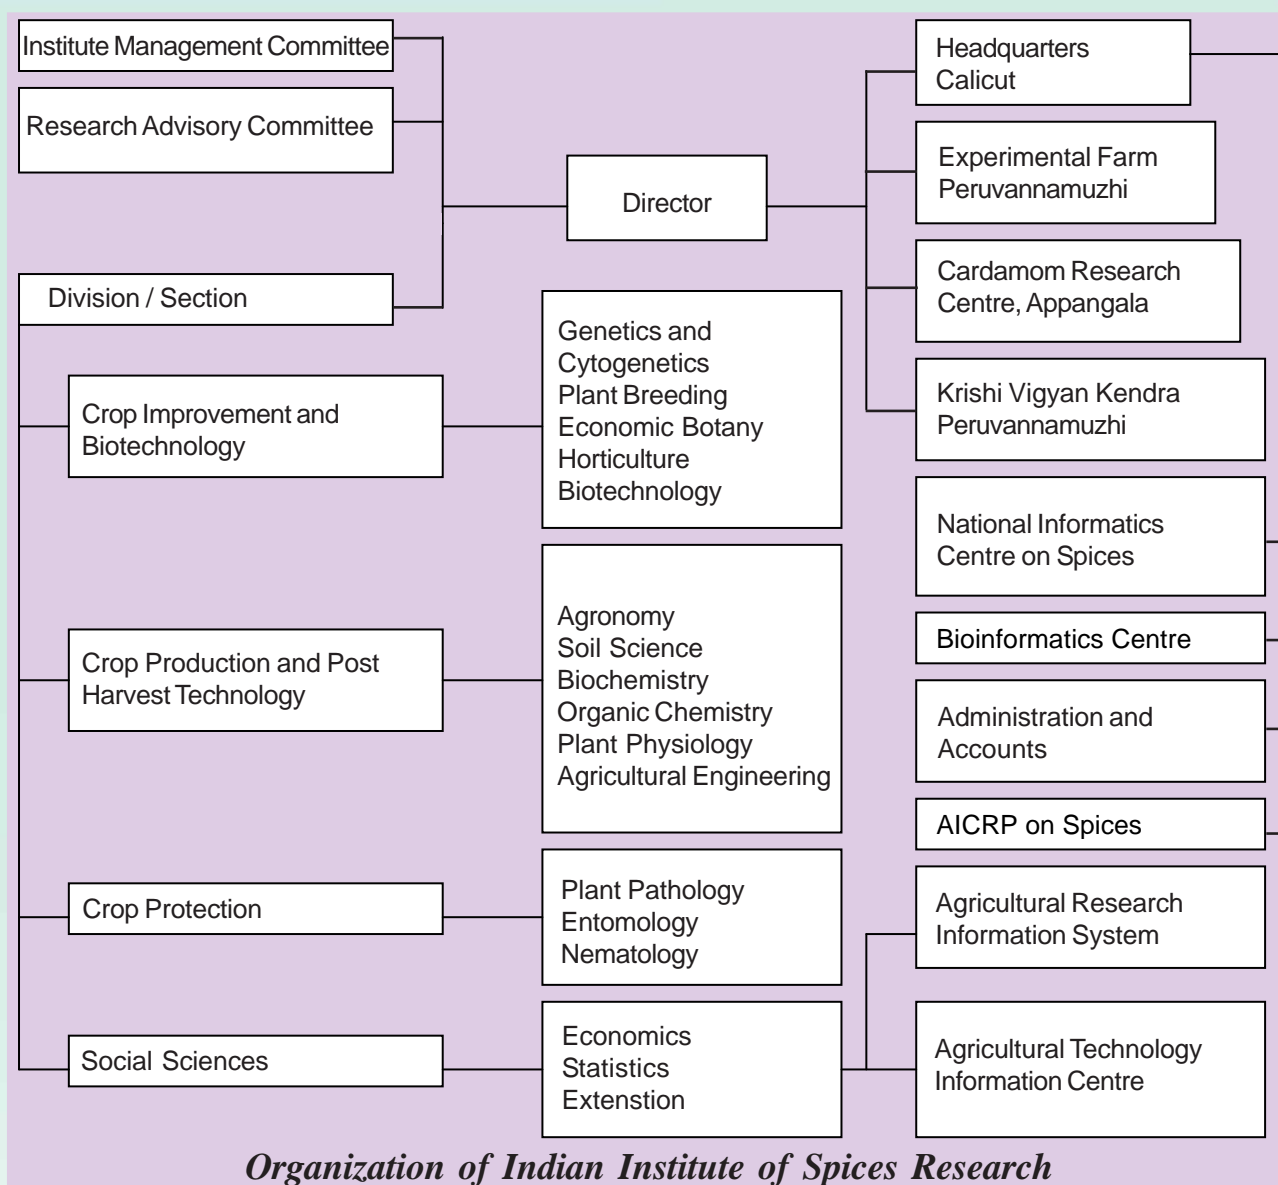 Institute Management Committee
Research Advisory Committee
Director
Division / Section
Crop Improvement and
Biotechnology
Genetics and
Cytogenetics
Plant Breeding
Economic Botany
Horticulture
Biotechnology
Crop Production and Post
Harvest Technology
Agronomy
Soil Science
Biochemistry
Organic Chemistry
Plant Physiology
Agricultural Engineering
Crop Protection
Plant Pathology
Entomology
Nematology
Social Sciences
Economics
Statistics
Extenstion
Headquarters
Calicut
Experimental Farm
Peruvannamuzhi
Cardamom Research
Centre, Appangala
Krishi Vigyan Kendra
Peruvannamuzhi
National Informatics
Centre on Spices
Bioinformatics Centre
Administration and
Accounts
AICRP on Spices
Agricultural Research
Information System
Agricultural Technology
Information Centre
Organization of Indian Institute of Spices Research